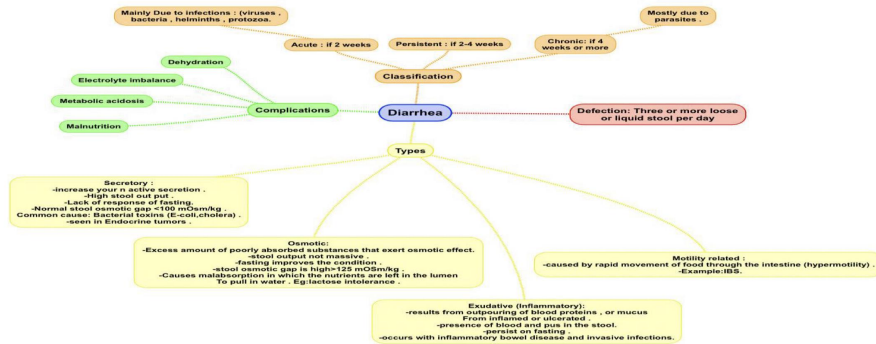 Mainly Due to infections : (viruses ,
bacteria , helminths , protozoa.
Mostly due to
parasites .
Acute : if 2 weeks
Persistent : if 2-4 weeks
Chronic: if 4
weeks or more
Classification
Dehydration
Electrolyte imbalance
Metabolic acidosis
Malnutrition
Complications
Diarrhea
Defection: Three or more loose
or liquid stool per day
Types
Secretory :
-increase your n active secretion .
-High stool out put .
-Lack of response of fasting.
-Normal stool osmotic gap <100 mOsm/kg .
Common cause: Bacterial toxins (E-coli,cholera) .
-seen in Endocrine tumors .
Osmotic:
-Excess amount of poorly absorbed substances that exert osmotic effect.
-stool output not massive .
-fasting improves the condition .
-stool osmotic gap is high>125 mOSm/kg .
-Causes malabsorption in which the nutrients are left in the lumen
To pull in water . Eg:lactose intolerance .
Exudative (Inflammatory):
-results from outpouring of blood proteins , or mucus
From inflamed or ulcerated .
-presence of blood and pus in the stool.
-persist on fasting .
-occurs with inflammatory bowel disease and invasive infections.
Motility related :
-caused by rapid movement of food through the intestine (hypermotility) .
-Example:IBS.